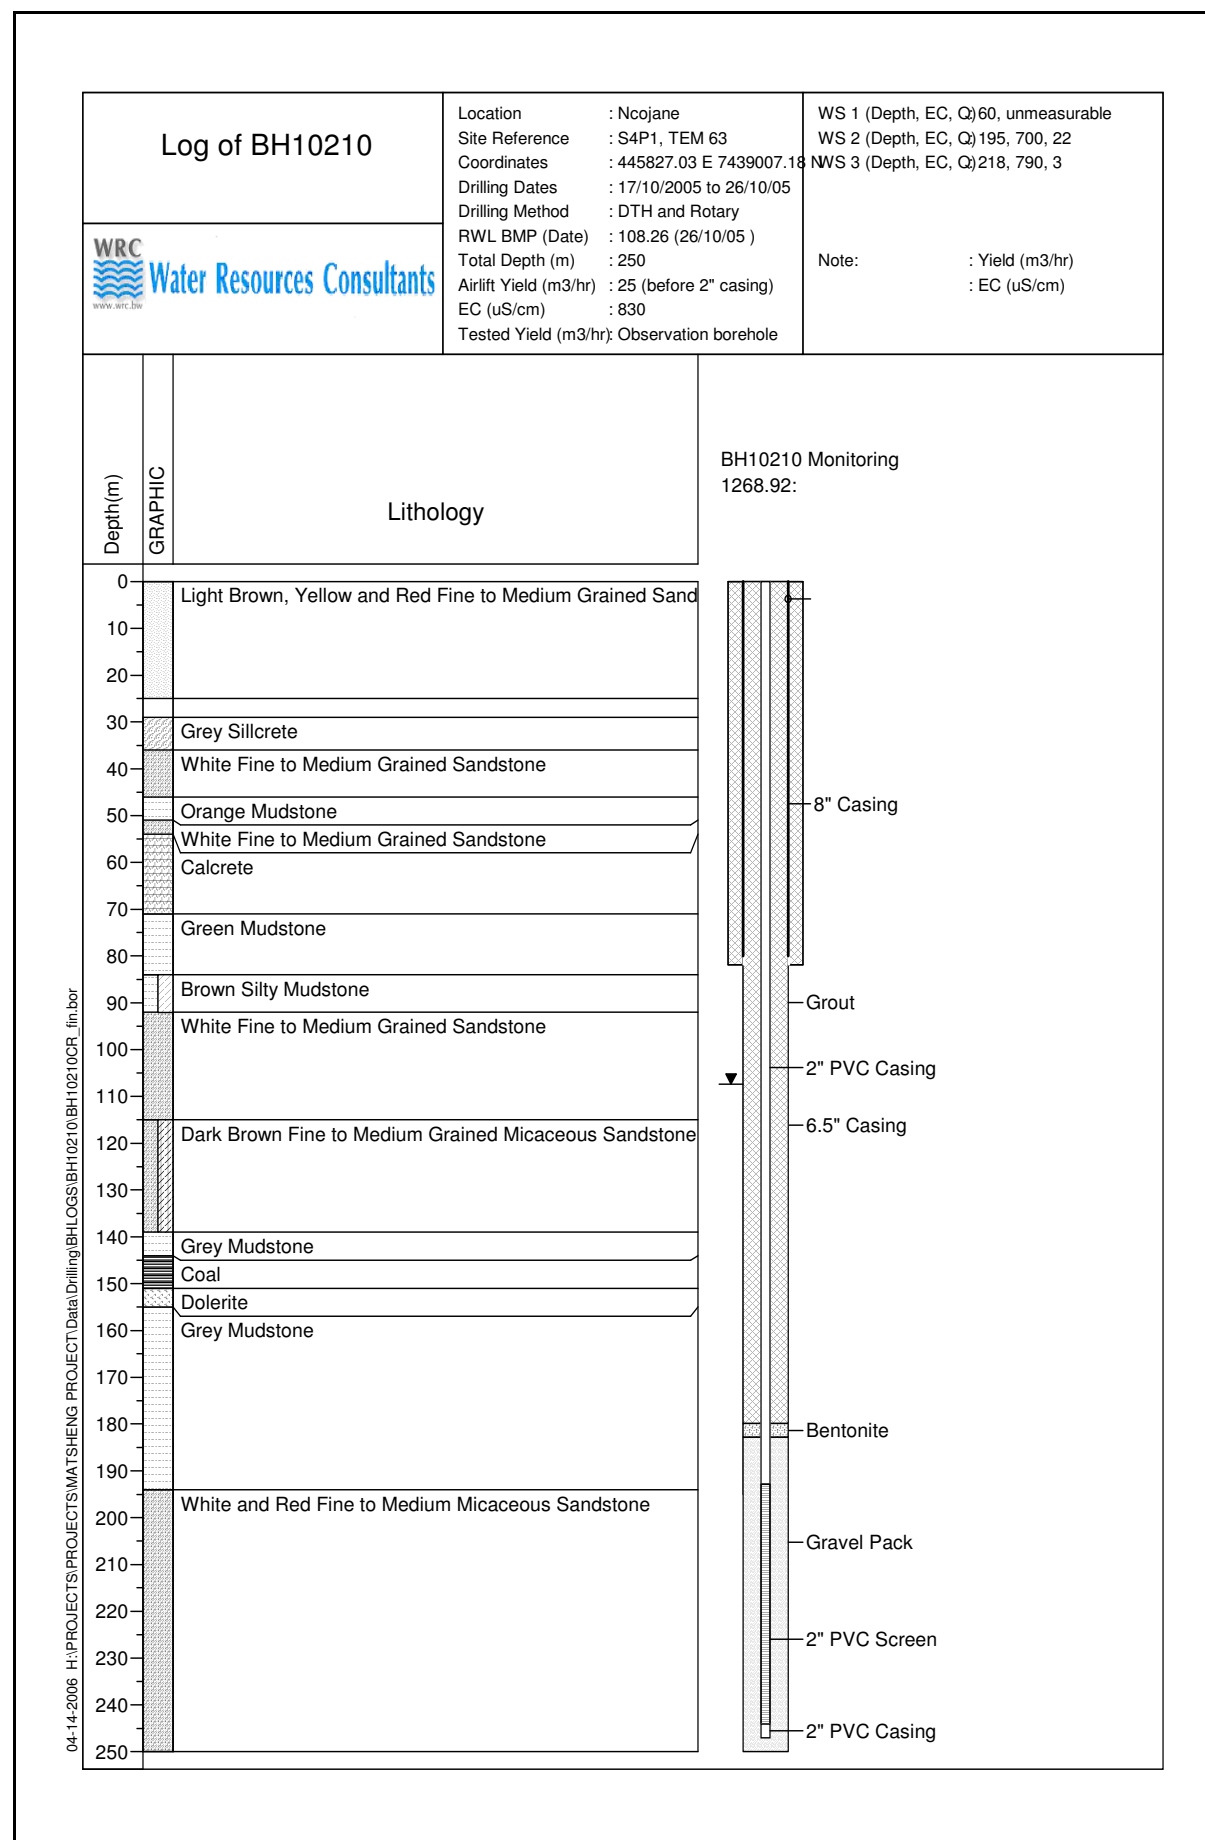 Log of BH10210
WRC
Water Resources Consultants
www.wrc.bw
Location : Ncojane
Site Reference : S4P1, TEM 63
Coordinates : 445827.03 E 7439007.18 N
Drilling Dates : 17/10/2005 to 26/10/05
Drilling Method : DTH and Rotary
RWL BMP (Date) : 108.26 (26/10/05 )
Total Depth (m) : 250
Airlift Yield (m3/hr) : 25 (before 2" casing)
EC (uS/cm) : 830
Tested Yield (m3/hr): Observation borehole
WS 1 (Depth, EC, Q): 60, unmeasurable
WS 2 (Depth, EC, Q): 195, 700, 22
WS 3 (Depth, EC, Q): 218, 790, 3
Note: : Yield (m3/hr)
: EC (uS/cm)
Depth(m)
GRAPHIC
Lithology
BH10210 Monitoring
1268.92:
0
10
20
30
40
50
60
70
80
90
100
110
120
130
140
150
160
170
180
190
200
210
220
230
240
250
Light Brown, Yellow and Red Fine to Medium Grained Sand
Grey Sillcrete
White Fine to Medium Grained Sandstone
Orange Mudstone
White Fine to Medium Grained Sandstone
Calcrete
Green Mudstone
Brown Silty Mudstone
White Fine to Medium Grained Sandstone
Dark Brown Fine to Medium Grained Micaceous Sandstone
Grey Mudstone
Coal
Dolerite
Grey Mudstone
White and Red Fine to Medium Micaceous Sandstone
8" Casing
Grout
2" PVC Casing
6.5" Casing
Bentonite
Gravel Pack
2" PVC Screen
2" PVC Casing
04-14-2006 H:\PROJECTS\PROJECTS\MATSHENG PROJECT\Data\Drilling\BHLOGS\BH10210\BH10210CR_fin.bor